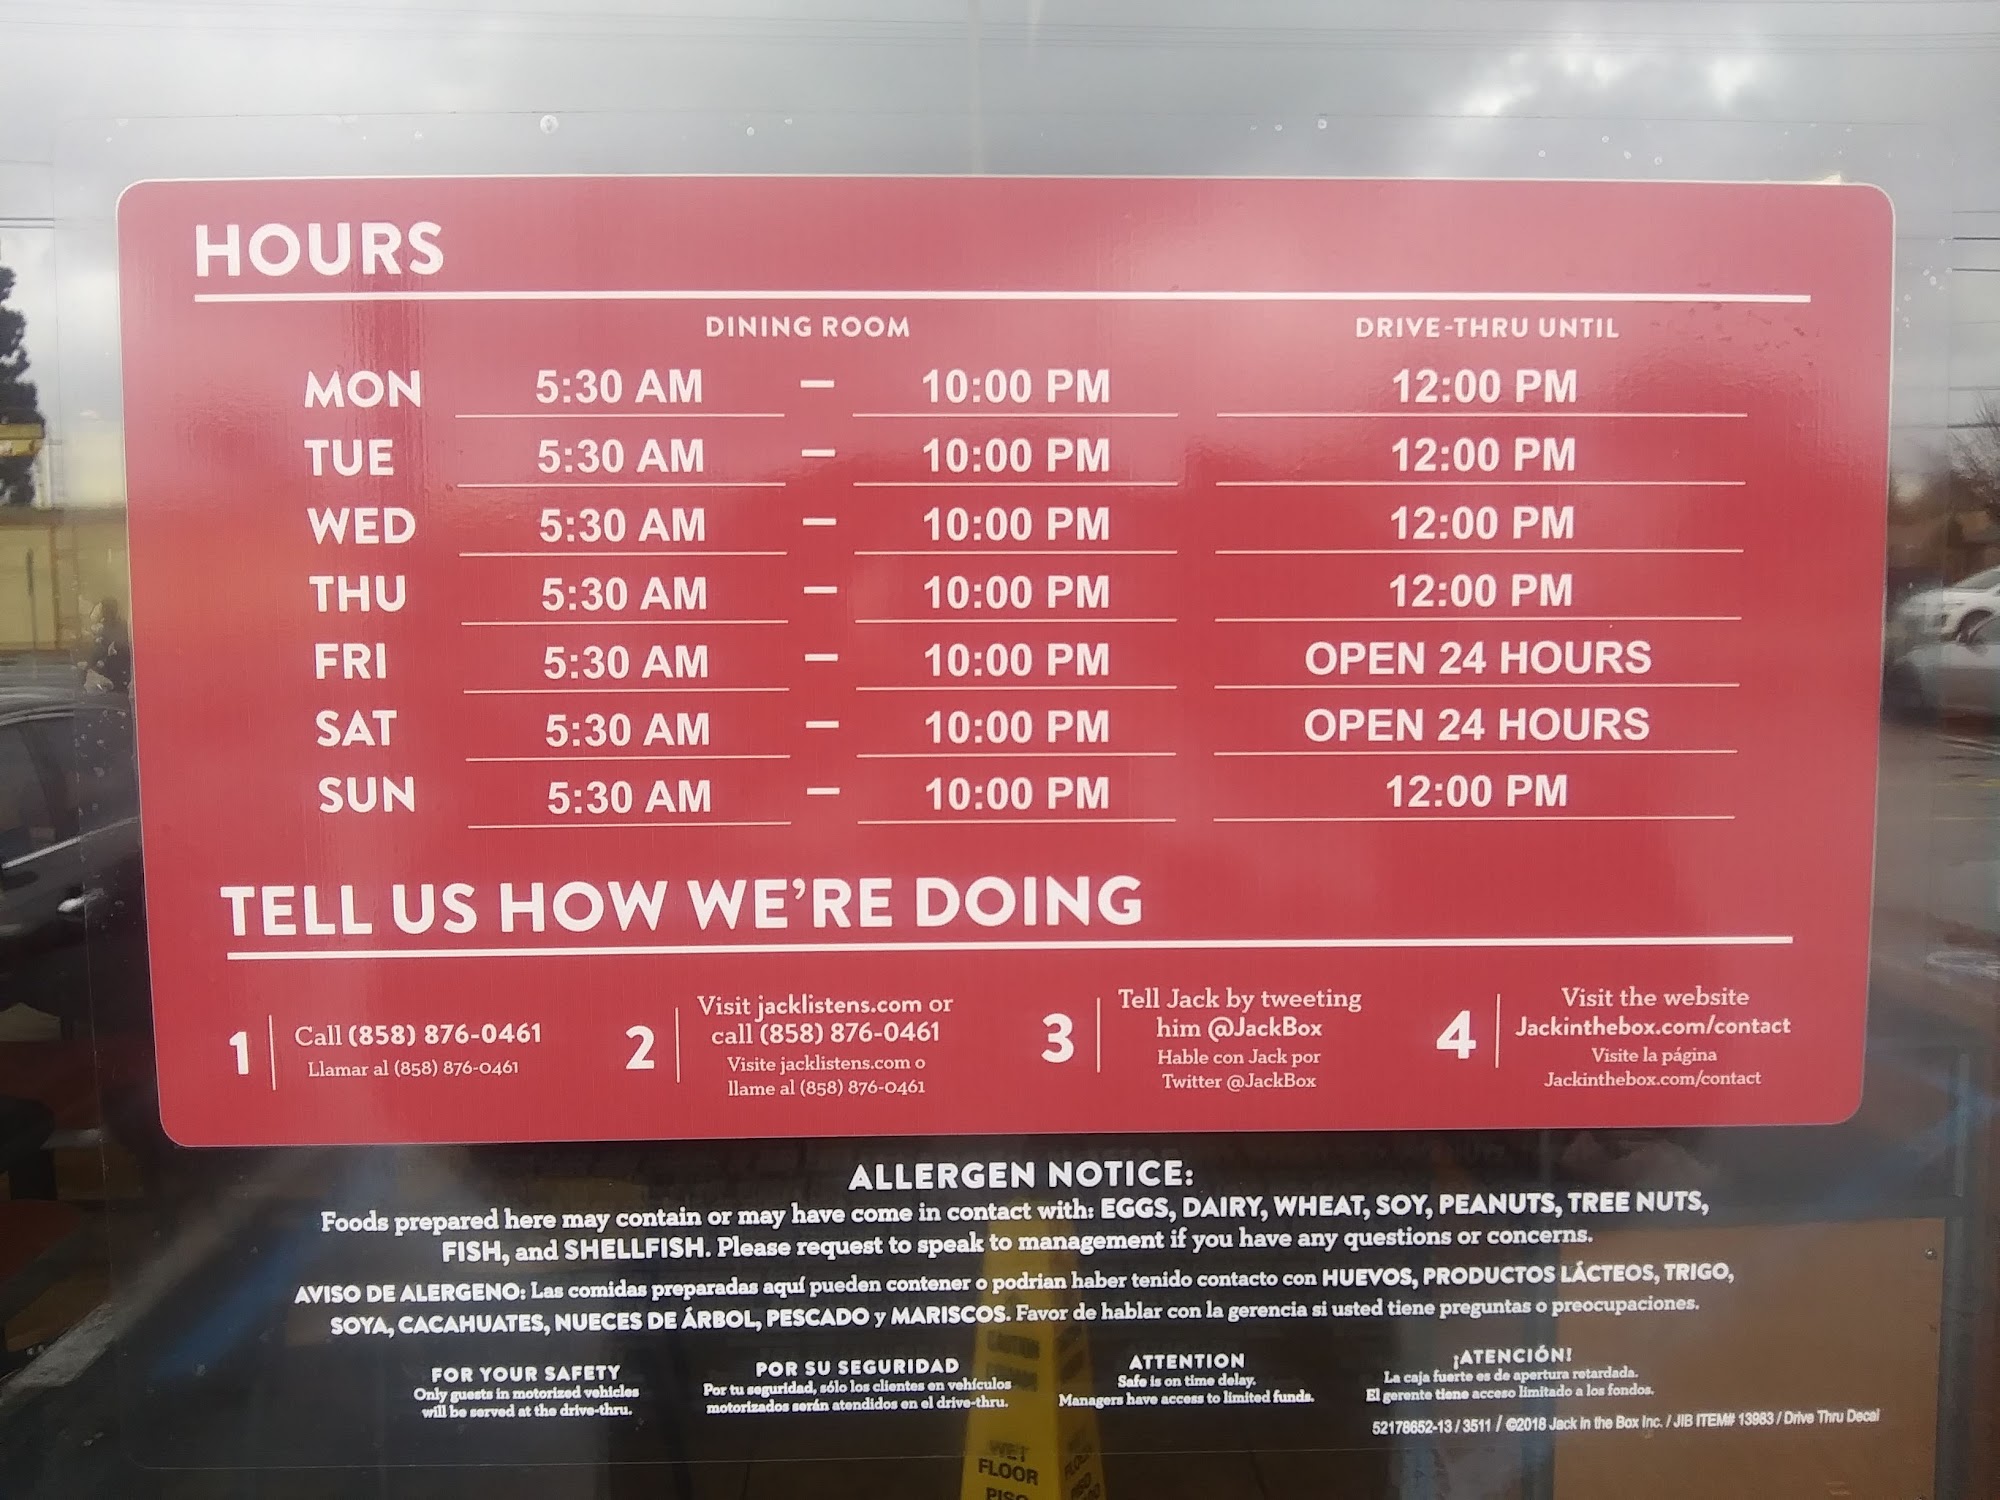 HOURS
DINING ROOM DRIVE-THRU UNTIL
MON 5:30 AM – 10:00 PM 12:00 PM
TUE 5:30 AM – 10:00 PM 12:00 PM
WED 5:30 AM – 10:00 PM 12:00 PM
THU 5:30 AM – 10:00 PM 12:00 PM
FRI 5:30 AM – 10:00 PM OPEN 24 HOURS
SAT 5:30 AM – 10:00 PM OPEN 24 HOURS
SUN 5:30 AM – 10:00 PM 12:00 PM
TELL US HOW WE'RE DOING
1
Call (858) 876-0461
Llamar al (858) 876-0461
2
Visit jacklistens.com or
call (858) 876-0461
Visite jacklistens.com o
llame al (858) 876-0461
3
Tell Jack by tweeting
him @JackBox
Hable con Jack por
Twitter @JackBox
4
Visit the website
Jackinthebox.com/contact
Visite la página
Jackinthebox.com/contact
ALLERGEN NOTICE:
Foods prepared here may contain or may have come in contact with: EGGS, DAIRY, WHEAT, SOY, PEANUTS, TREE NUTS,
FISH, and SHELLFISH. Please request to speak to management if you have any questions or concerns.
AVISO DE ALERGENO: Las comidas preparadas aquí pueden contener o podrian haber tenido contacto con HUEVOS, PRODUCTOS LÁCTEOS, TRIGO,
SOYA, CACAHUATES, NUECES DE ÁRBOL, PESCADO y MARISCOS. Favor de hablar con la gerencia si usted tiene preguntas o preocupaciones.
FOR YOUR SAFETY
Only guests in motorized vehicles
will be served at the drive-thru.
POR SU SEGURIDAD
Por tu seguridad, sólo los clientes en vehículos
motorizados serán atendidos en el drive-thru.
ATTENTION
Safe is on time delay.
Managers have access to limited funds.
¡ATENCIÓN!
La caja fuerte es de apertura retardada.
El gerente tiene acceso limitado a los fondos.
52178652-13 / 3511 / ©2018 Jack in the Box Inc. / JIB ITEM# 13983 / Drive Thru Decal
CAUTION
WET
FLOOR
PISO